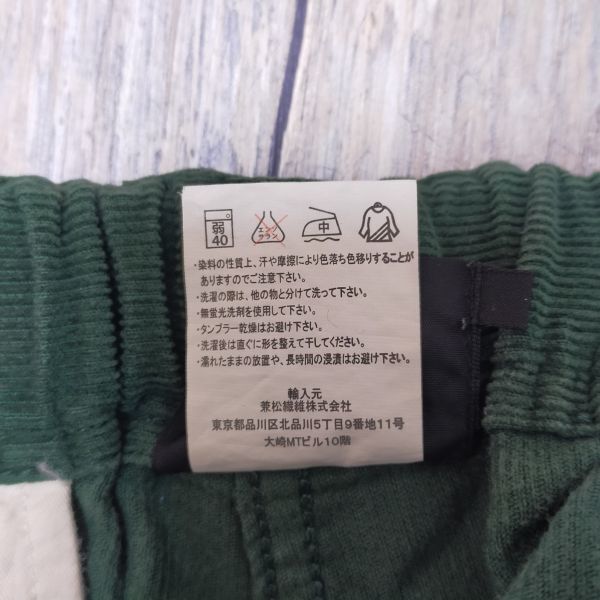 弱 40
エンソ サラシ
中
・染料の性質上、汗や摩擦により色落ち色移りすることが
ありますのでご注意下さい。
・洗濯の際は、他の物と分けて洗って下さい。
・無蛍光洗剤を使用して下さい。
・タンブラー乾燥はお避け下さい。
・洗濯後は直ぐに形を整えて干してください。
・濡れたままの放置や、長時間の浸漬はお避け下さい。
輸入元
兼松繊維株式会社
東京都品川区北品川5丁目9番地11号
大崎MTビル10階